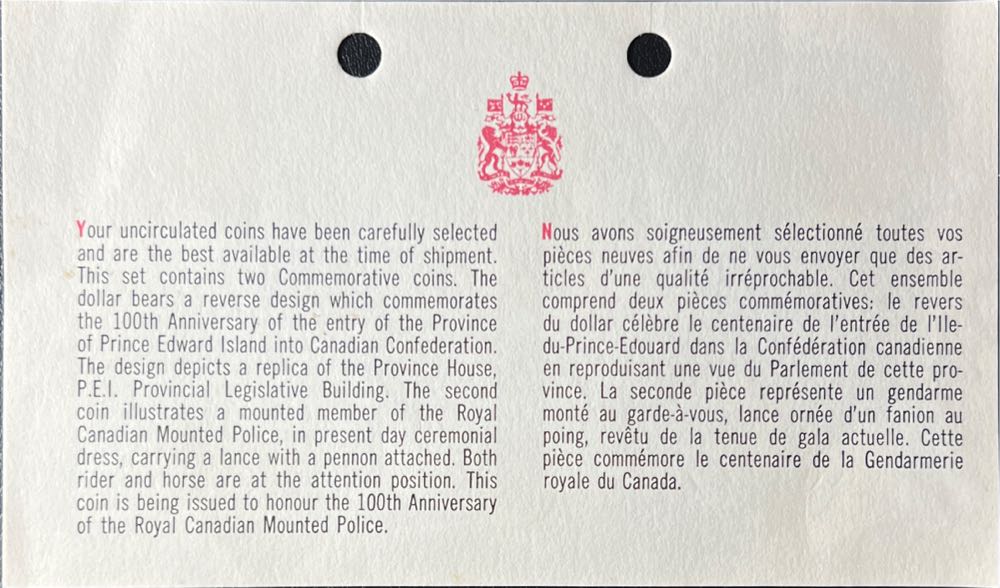 Your uncirculated coins have been carefully selected
and are the best available at the time of shipment.
This set contains two Commemorative coins. The
dollar bears a reverse design which commemorates
the 100th Anniversary of the entry of the Province
of Prince Edward Island into Canadian Confederation.
The design depicts a replica of the Province House,
P.E.I. Provincial Legislative Building. The second
coin illustrates a mounted member of the Royal
Canadian Mounted Police, in present day ceremonial
dress, carrying a lance with a pennon attached. Both
rider and horse are at the attention position. This
coin is being issued to honour the 100th Anniversary
of the Royal Canadian Mounted Police.
Nous avons soigneusement sélectionné toutes vos
pièces neuves afin de ne vous envoyer que des ar-
ticles d'une qualité irréprochable. Cet ensemble
comprend deux pièces commémoratives: le revers
du dollar célèbre le centenaire de l'entrée de l'Ile-
du-Prince-Edouard dans la Confédération canadienne
en reproduisant une vue du Parlement de cette pro-
vince. La seconde pièce représente un gendarme
monté au garde-à-vous, lance ornée d'un fanion au
poing, revêtu de la tenue de gala actuelle. Cette
pièce commémore le centenaire de la Gendarmerie
royale du Canada.